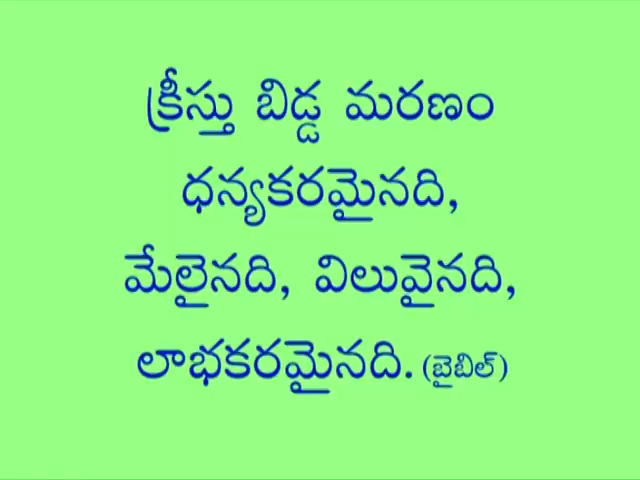 క్రీస్తు బిడ్డ మరణం
ధన్యకరమైనది,
మేలైనది, విలువైనది,
లాభకరమైనది. (బైబిల్)